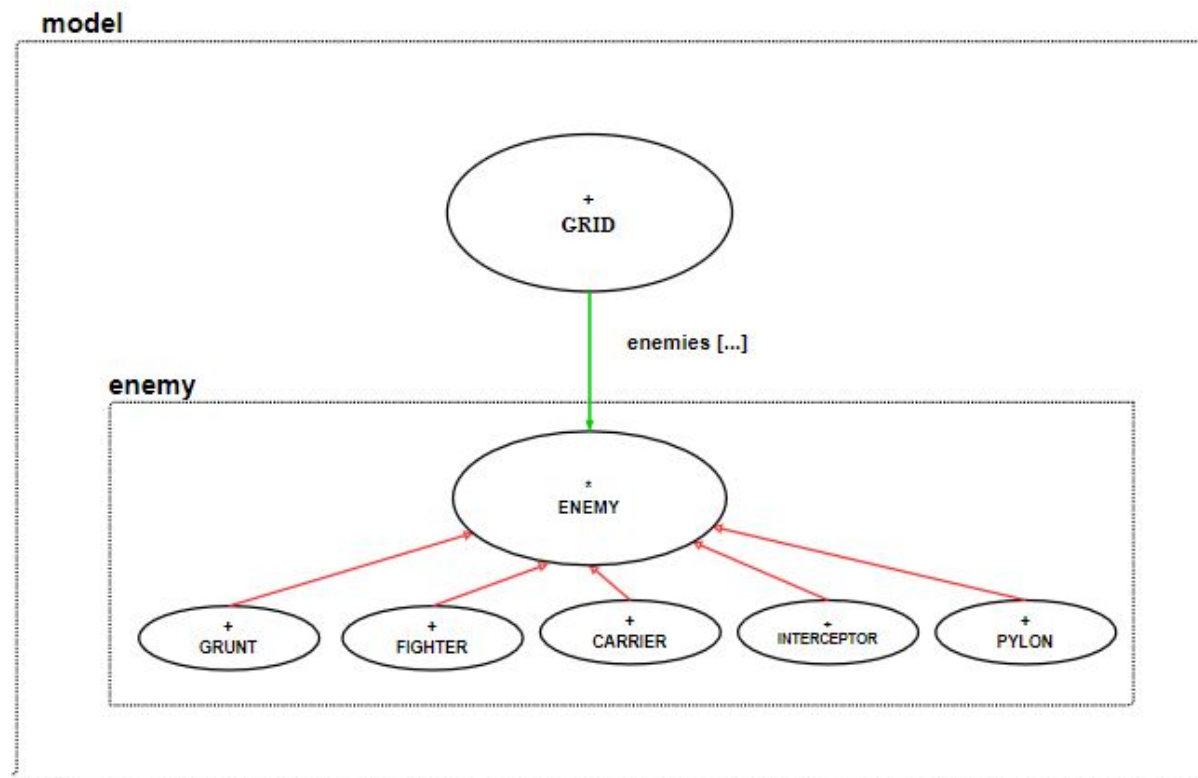 model
+
GRID
enemies [...]
enemy
*
ENEMY
+
GRUNT
+
FIGHTER
+
CARRIER
+
INTERCEPTOR
+
PYLON